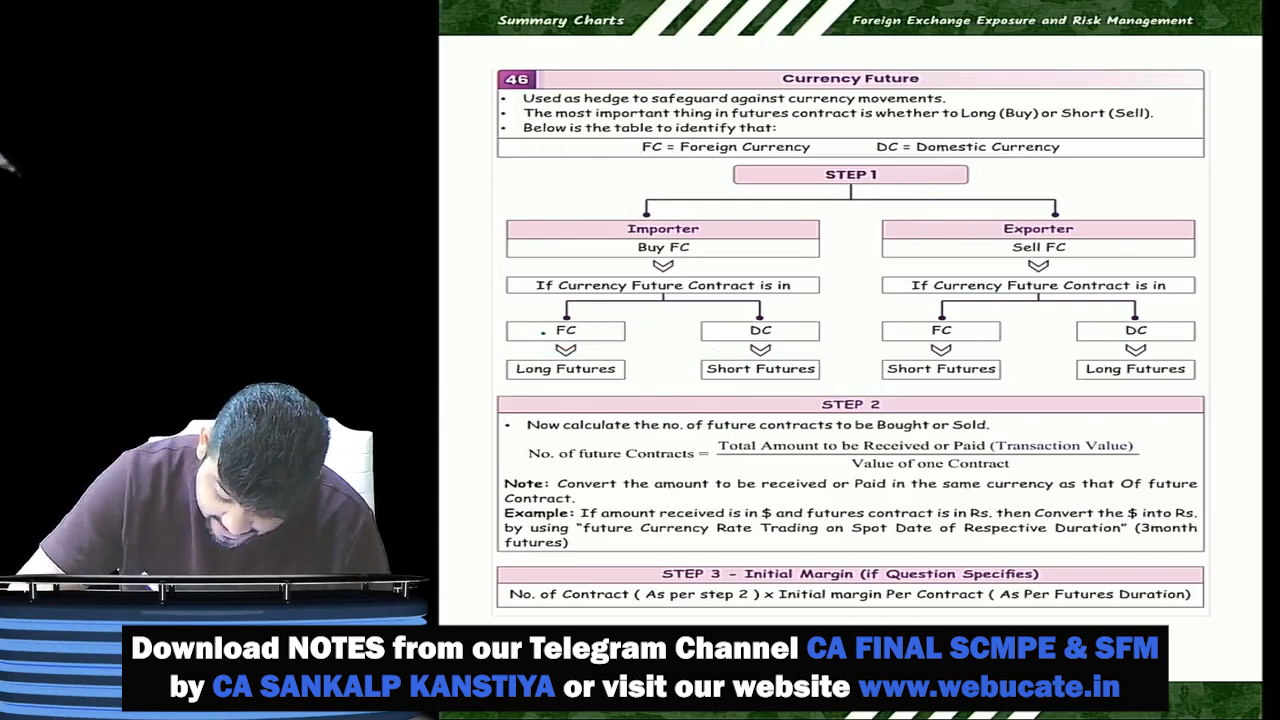 Summary Charts
Foreign Exchange Exposure and Risk Management
46
Currency Future
• Used as hedge to safeguard against currency movements.
• The most important thing in futures contract is whether to Long (Buy) or Short (Sell).
• Below is the table to identify that:
FC = Foreign Currency DC = Domestic Currency
STEP 1
Importer
Buy FC
If Currency Future Contract is in
FC
DC
Long Futures
Short Futures
Exporter
Sell FC
If Currency Future Contract is in
FC
DC
Short Futures
Long Futures
STEP 2
• Now calculate the no. of future contracts to be Bought or Sold.
No. of future Contracts = Total Amount to be Received or Paid (Transaction Value)
Value of one Contract
Note: Convert the amount to be received or Paid in the same currency as that Of future
Contract.
Example: If amount received is in $ and futures contract is in Rs. then Convert the $ into Rs.
by using "future Currency Rate Trading on Spot Date of Respective Duration" (3month
futures)
STEP 3 - Initial Margin (if Question Specifies)
No. of Contract ( As per step 2 ) x Initial margin Per Contract ( As Per Futures Duration)
Download NOTES from our Telegram Channel CA FINAL SCMPE & SFM
by CA SANKALP KANSTIYA or visit our website www.webucate.in